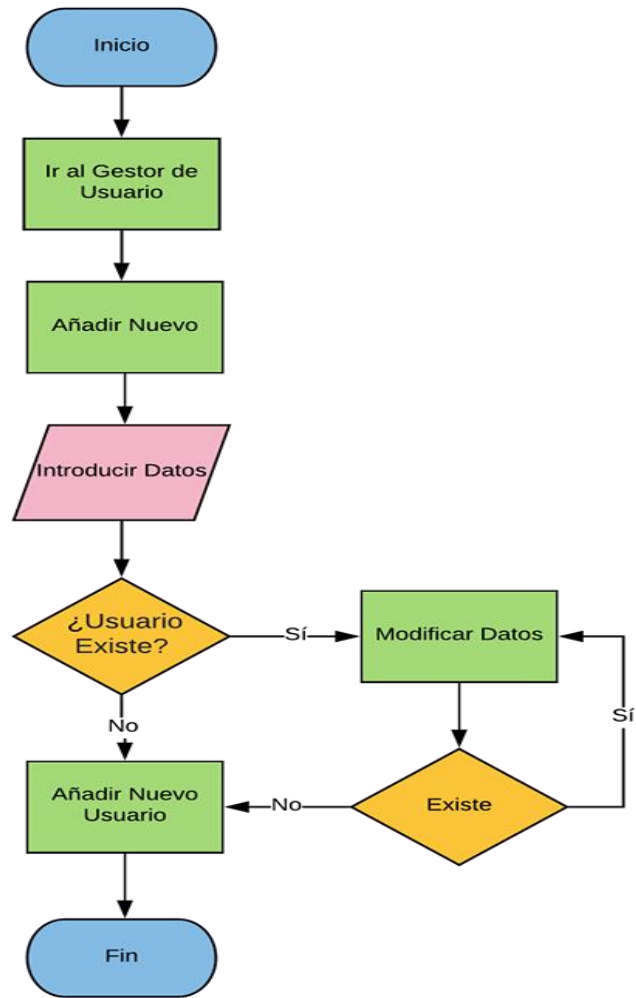 Inicio
Ir al Gestor de
Usuario
Añadir Nuevo
Introducir Datos
¿Usuario
Existe?
Sí
Modificar Datos
Sí
No
Añadir Nuevo
Usuario
No
Existe
Fin